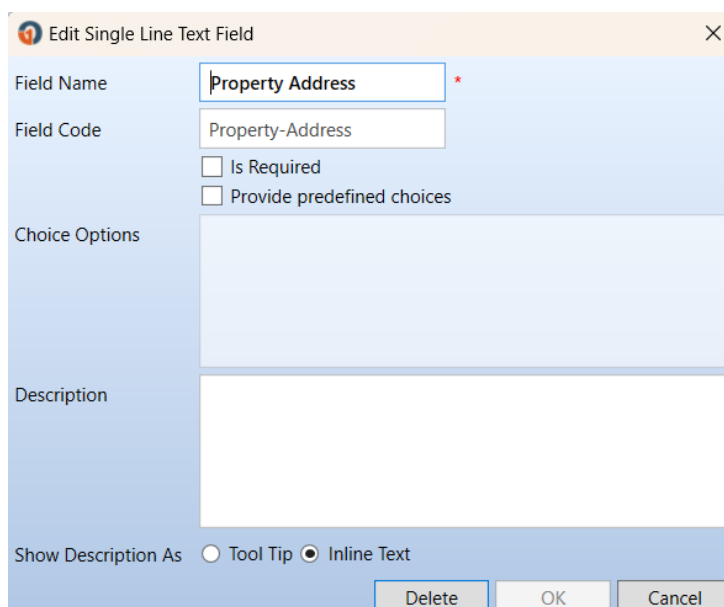 Edit Single Line Text Field
Field Name Property Address *
Field Code Property-Address
Is Required
Provide predefined choices
Choice Options
Description
Show Description As Tool Tip Inline Text
Delete OK Cancel